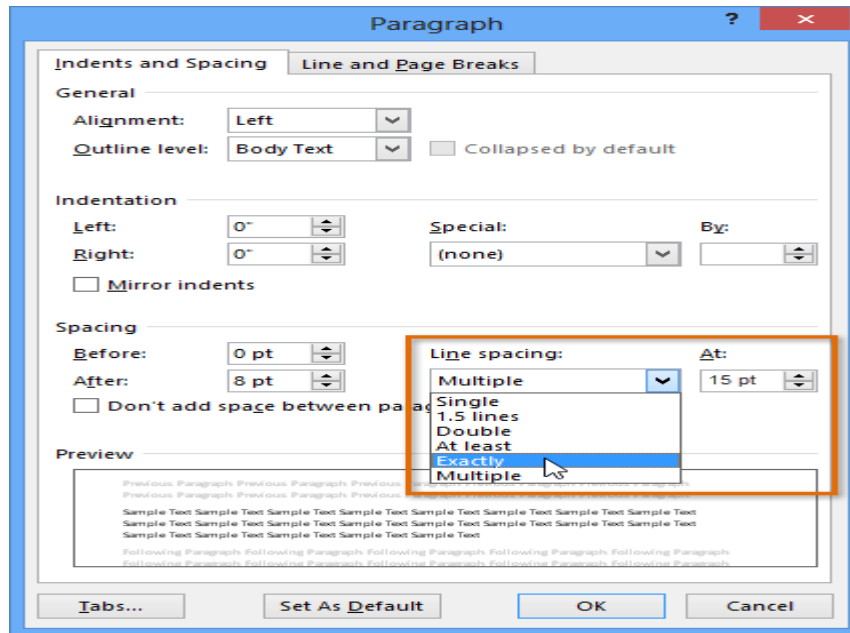 Paragraph
?
Indents and Spacing Line and Page Breaks
General
Alignment: Left
Outline level: Body Text Collapsed by default
Indentation
Left: 0" Special: By:
Right: 0" (none)
Mirror indents
Spacing
Before: 0 pt Line spacing: At:
After: 8 pt Multiple 15 pt
Don't add space between para
Single
1.5 lines
Double
At least
Exactly
Multiple
Preview
Previous Paragraph Previous Paragraph Previous
Previous Paragraph Previous Paragraph Previous
Sample Text Sample Text Sample Text Sample Text Sample Text Sample Text Sample Text Sample Text
Sample Text Sample Text Sample Text Sample Text Sample Text Sample Text Sample Text Sample Text
Sample Text Sample Text Sample Text Sample Text Sample Text
Following Paragraph Following Paragraph Following Paragraph Following Paragraph Following Paragraph
Following Paragraph Following Paragraph Following Paragraph Following Paragraph Following Paragraph
Tabs... Set As Default OK Cancel